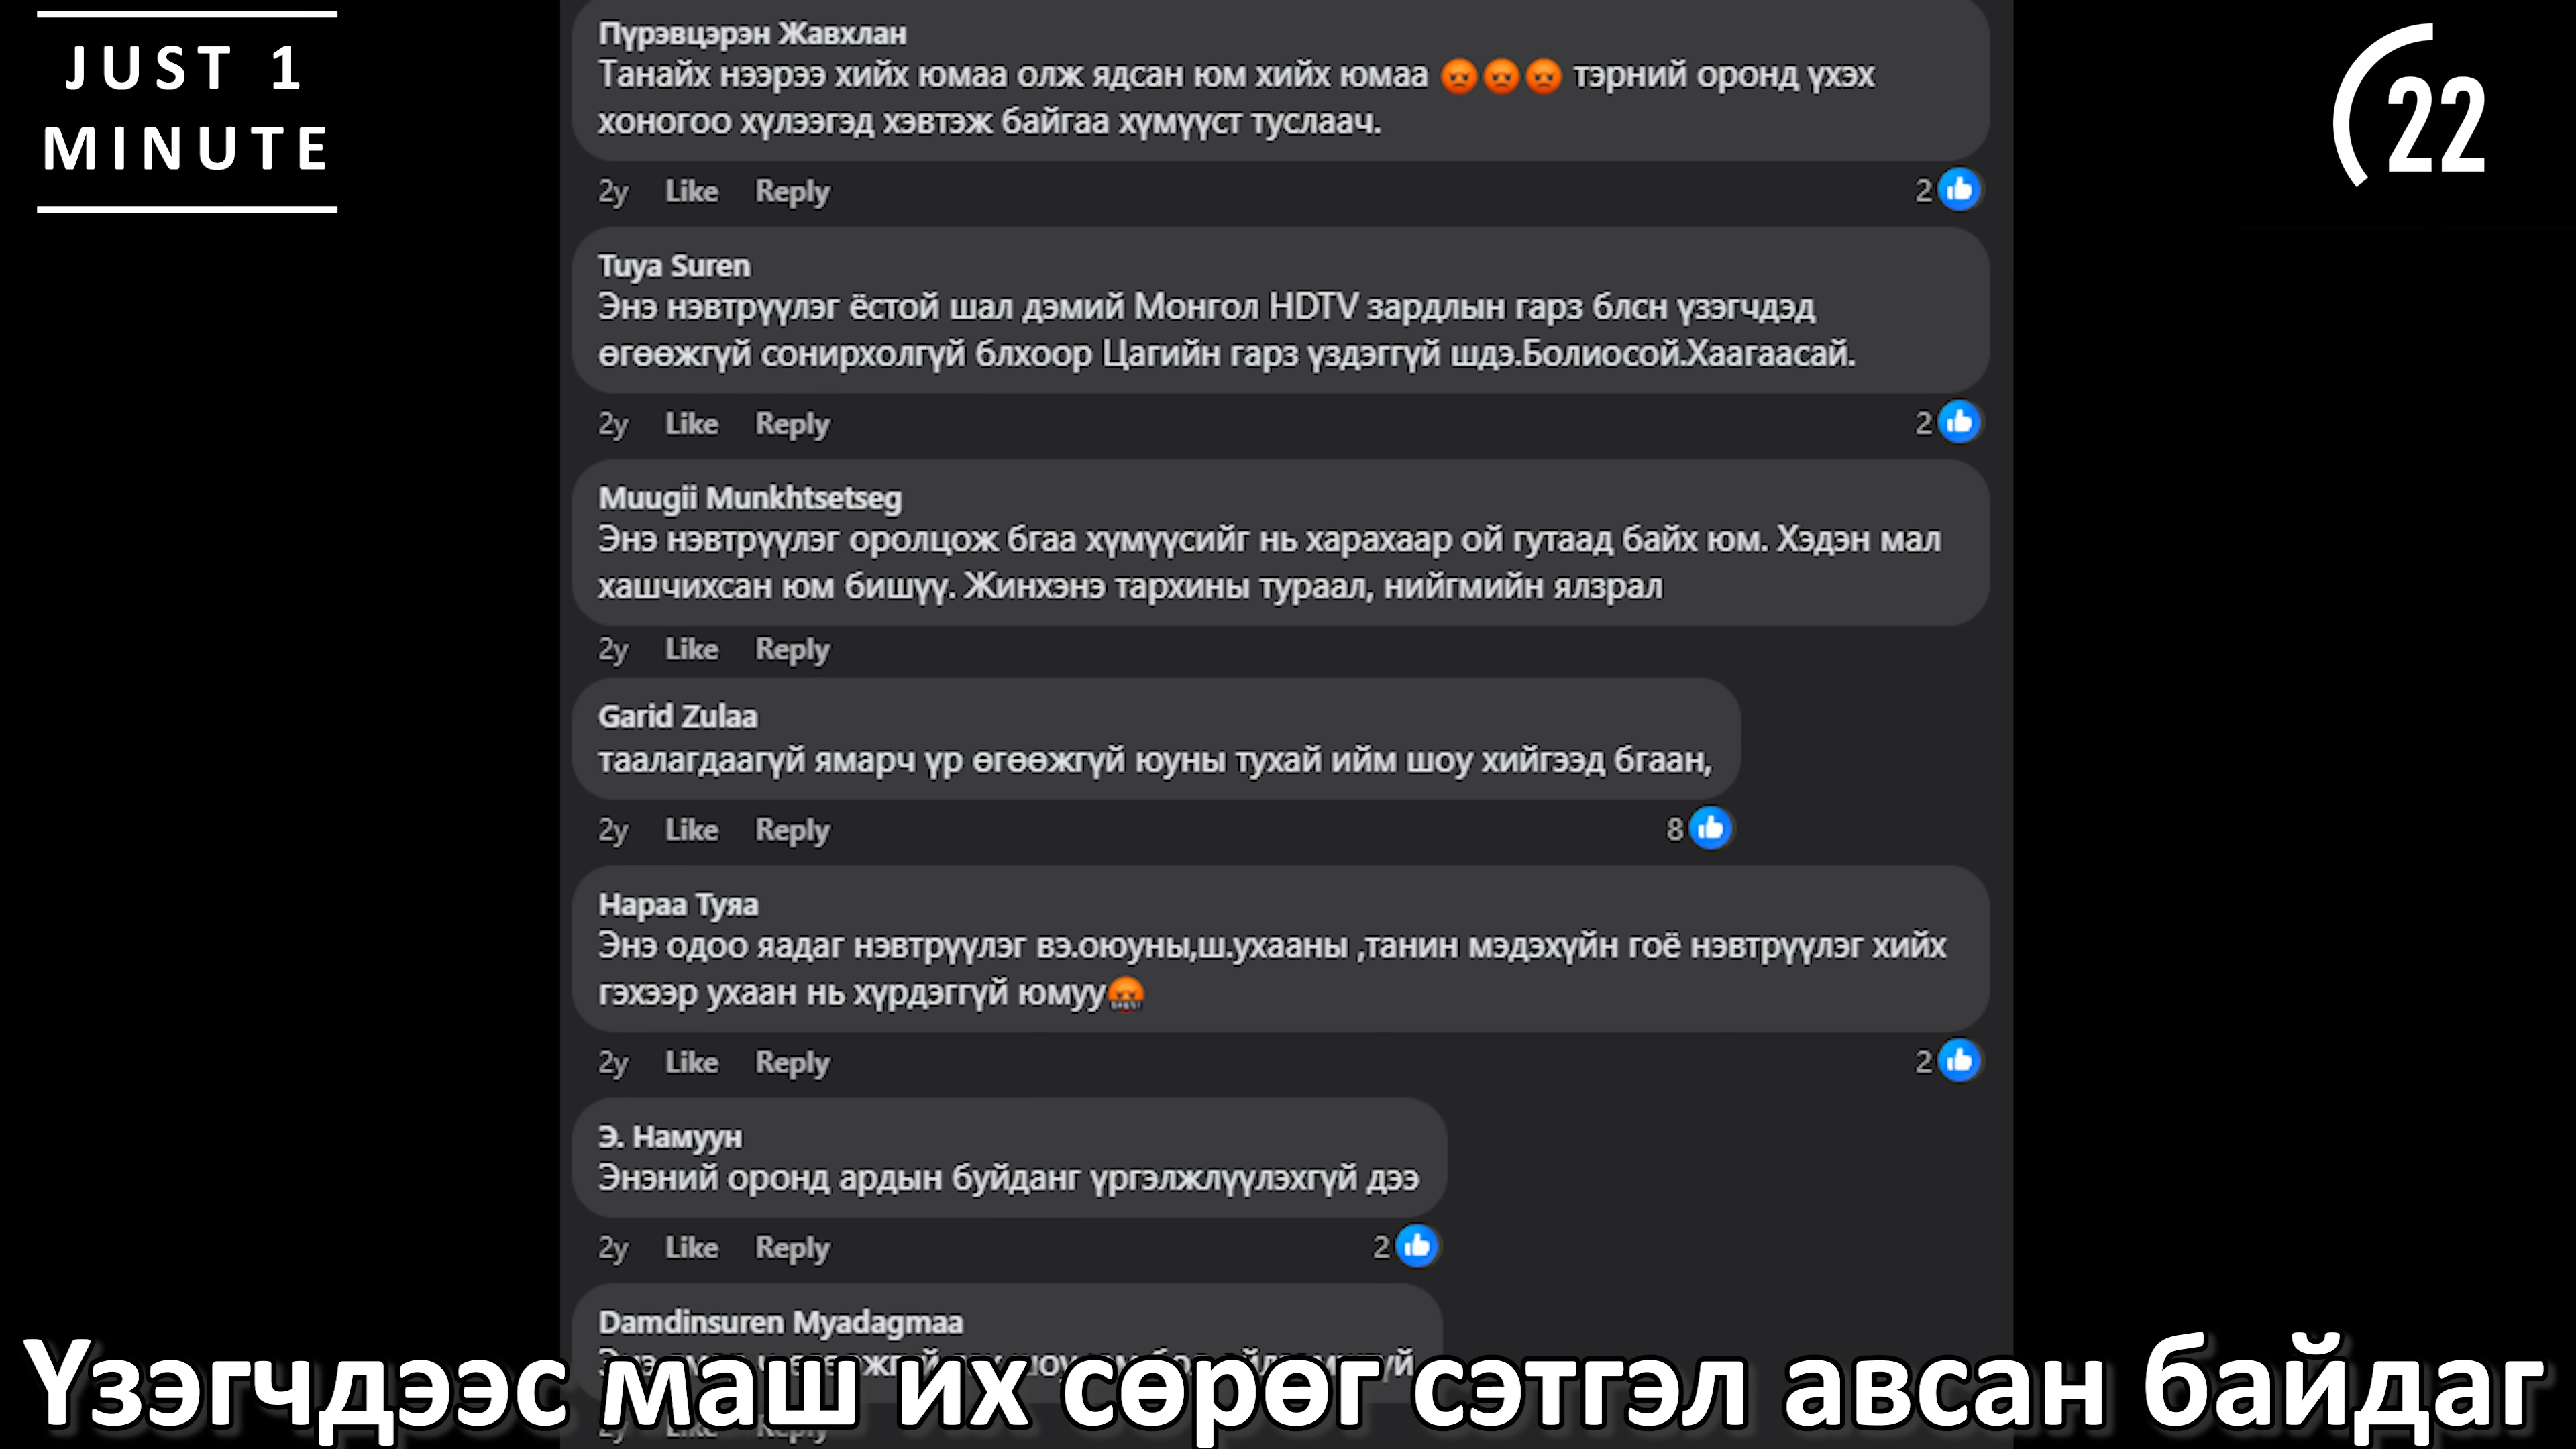 JUST 1
MINUTE
22
Пүрэвцэрэн Жавхлан
Танайх нээрээ хийх юмаа олж ядсан юм хийх юмаа 😡😡😡 тэрний оронд үхэх
хоногоо хүлээгэд хэвтэж байгаа хүмүүст туслаач.
2y Like Reply 2
Tuya Suren
Энэ нэвтрүүлэг ёстой шал дэмий Монгол HDTV зардлын гарз блсн үзэгчдэд
өгөөжгүй сонирхолгүй блхоор Цагийн гарз үздэггүй шдэ.Болиосой.Хаагаасай.
2y Like Reply 2
Muugii Munkhtsetseg
Энэ нэвтрүүлэг оролцож бгаа хүмүүсийг нь харахаар ой гутаад байх юм. Хэдэн мал
хашчихсан юм бишүү. Жинхэнэ тархины тураал, нийгмийн ялзрал
2y Like Reply
Garid Zulaa
таалагдаагүй ямарч үр өгөөжгүй юуны тухай ийм шоу хийгээд бгаан,
2y Like Reply 8
Нараа Туяа
Энэ одоо яадаг нэвтрүүлэг вэ.оюуны,ш.ухааны ,танин мэдэхүйн гоё нэвтрүүлэг хийх
гэхээр ухаан нь хүрдэггүй юмуу🤬
2y Like Reply 2
Э. Намуун
Энэний оронд ардын буйданг үргэлжлүүлэхгүй дээ
2y Like Reply 2
Damdinsuren Myadagmaa
Үзэгчдээс маш их сөрөг сэтгэл авсан байдаг
2y Like Reply